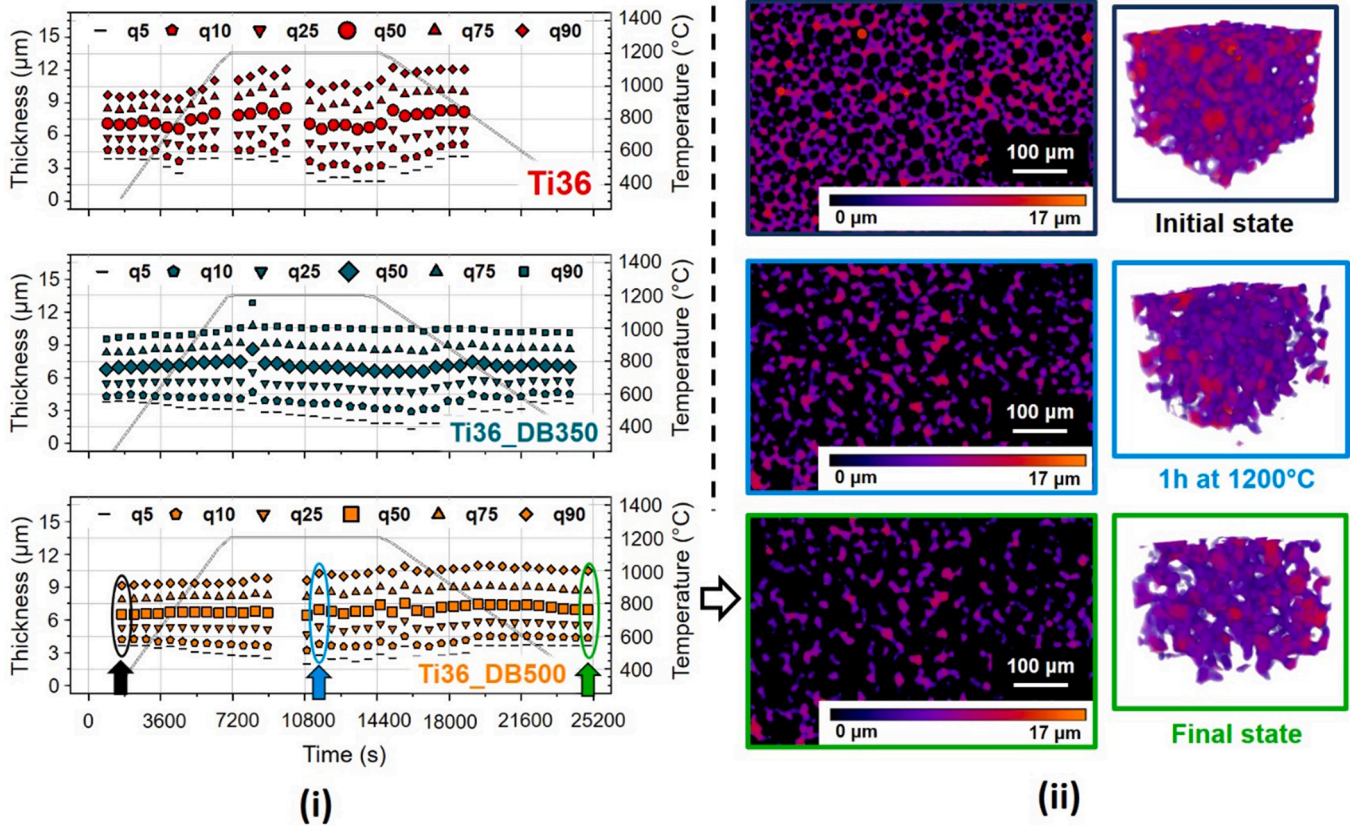 q5 q10 q25 q50 q75 q90
Thickness (μm)
15
12
9
6
3
0
1400
1200
1000
800
600
400
Temperature (°C)
Ti36
q5 q10 q25 q50 q75 q90
Thickness (μm)
15
12
9
6
3
0
1400
1200
1000
800
600
400
Temperature (°C)
Ti36_DB350
q5 q10 q25 q50 q75 q90
Thickness (μm)
15
12
9
6
3
0
1400
1200
1000
800
600
400
Temperature (°C)
Ti36_DB500
0 3600 7200 10800 14400 18000 21600 25200
Time (s)
(i)
100 μm
0 μm 17 μm
Initial state
100 μm
0 μm 17 μm
1h at 1200°C
100 μm
0 μm 17 μm
Final state
(ii)